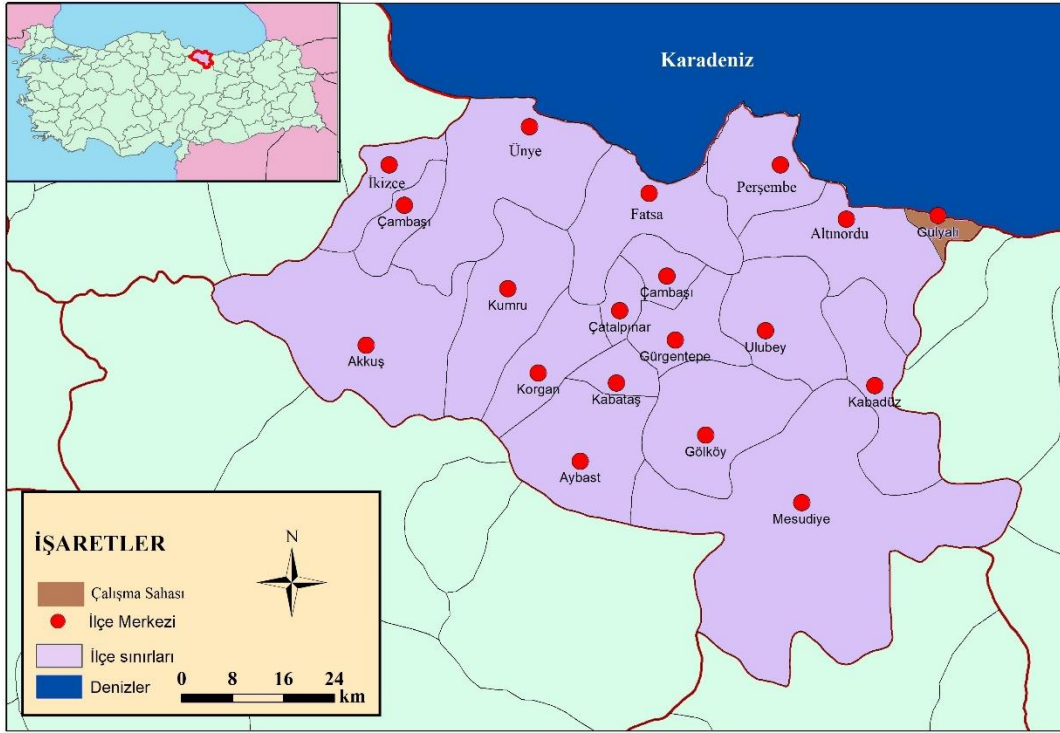 Karadeniz
Ünye
İkizce
Perşembe
Çambaşı
Fatsa
Altınordu
Gülyalı
Çambaşı
Kumru
Çatalpınar
Ulubey
Gürgentepe
Akkuş
Korgan
Kabataş
Kabadüz
Gölköy
Aybast
Mesudiye
İŞARETLER
N
Çalışma Sahası
İlçe Merkezi
İlçe sınırları
Denizler
0 8 16 24
km